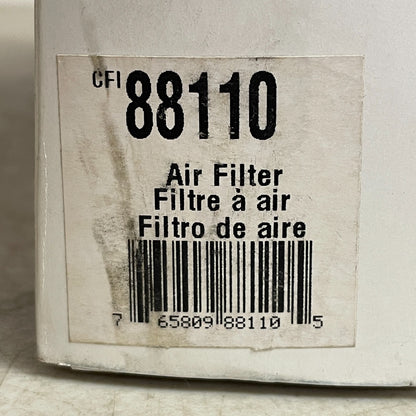 CFI 88110
Air Filter
Filtre à air
Filtro de aire
7 65809 88110 5